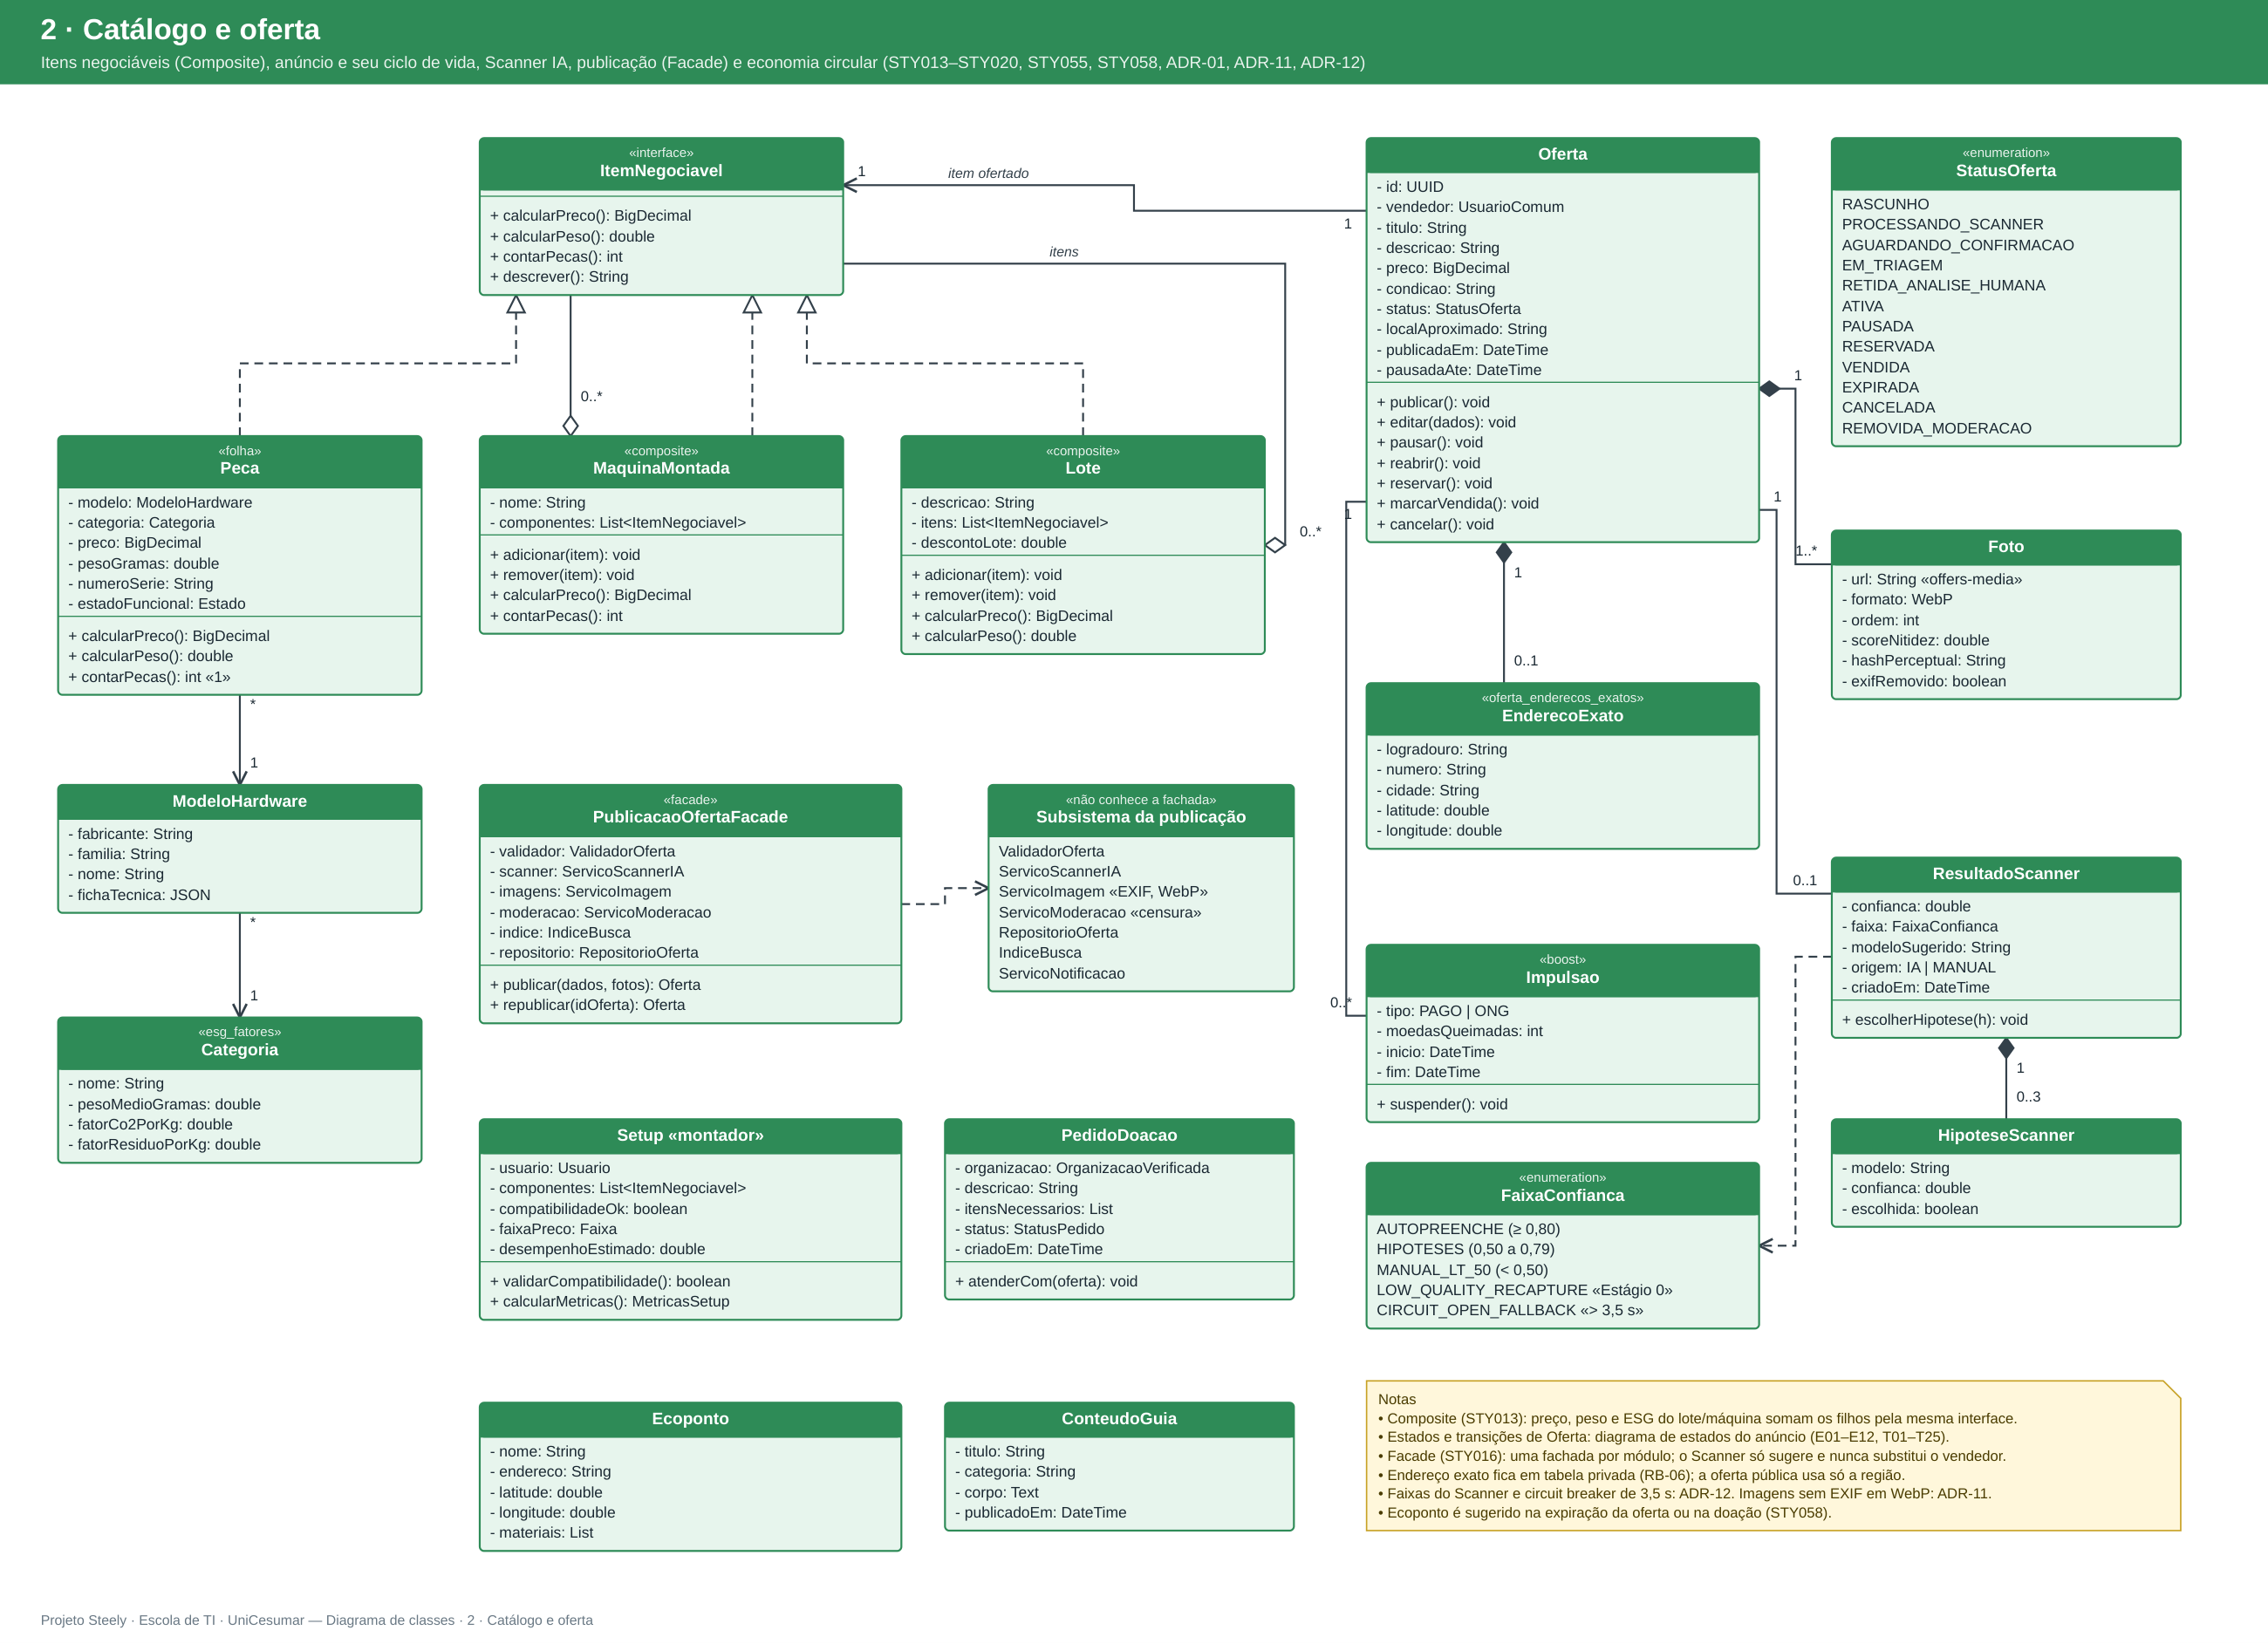 2 · Catálogo e oferta
Itens negociáveis (Composite), anúncio e seu ciclo de vida, Scanner IA, publicação (Facade) e economia circular (STY013–STY020, STY055, STY058, ADR-01, ADR-11, ADR-12)
«interface»
ItemNegociavel
+ calcularPreco(): BigDecimal
+ calcularPeso(): double
+ contarPecas(): int
+ descrever(): String
1
item ofertado
1
itens
0..*
0..*
Oferta
- id: UUID
- vendedor: UsuarioComum
- titulo: String
- descricao: String
- preco: BigDecimal
- condicao: String
- status: StatusOferta
- localAproximado: String
- publicadaEm: DateTime
- pausadaAte: DateTime
+ publicar(): void
+ editar(dados): void
+ pausar(): void
+ reabrir(): void
+ reservar(): void
+ marcarVendida(): void
+ cancelar(): void
1
1..*
1
0..1
1
0..1
1
0..*
«enumeration»
StatusOferta
RASCUNHO
PROCESSANDO_SCANNER
AGUARDANDO_CONFIRMACAO
EM_TRIAGEM
RETIDA_ANALISE_HUMANA
ATIVA
PAUSADA
RESERVADA
VENDIDA
EXPIRADA
CANCELADA
REMOVIDA_MODERACAO
«folha»
Peca
- modelo: ModeloHardware
- categoria: Categoria
- preco: BigDecimal
- pesoGramas: double
- numeroSerie: String
- estadoFuncional: Estado
+ calcularPreco(): BigDecimal
+ calcularPeso(): double
+ contarPecas(): int «1»
*
1
«composite»
MaquinaMontada
- nome: String
- componentes: List<ItemNegociavel>
+ adicionar(item): void
+ remover(item): void
+ calcularPreco(): BigDecimal
+ contarPecas(): int
«composite»
Lote
- descricao: String
- itens: List<ItemNegociavel>
- descontoLote: double
+ adicionar(item): void
+ remover(item): void
+ calcularPreco(): BigDecimal
+ calcularPeso(): double
Foto
- url: String «offers-media»
- formato: WebP
- ordem: int
- scoreNitidez: double
- hashPerceptual: String
- exifRemovido: boolean
«oferta_enderecos_exatos»
EnderecoExato
- logradouro: String
- numero: String
- cidade: String
- latitude: double
- longitude: double
ModeloHardware
- fabricante: String
- familia: String
- nome: String
- fichaTecnica: JSON
*
1
«facade»
PublicacaoOfertaFacade
- validador: ValidadorOferta
- scanner: ServicoScannerIA
- imagens: ServicoImagem
- moderacao: ServicoModeracao
- indice: IndiceBusca
- repositorio: RepositorioOferta
+ publicar(dados, fotos): Oferta
+ republicar(idOferta): Oferta
«não conhece a fachada»
Subsistema da publicação
ValidadorOferta
ServicoScannerIA
ServicoImagem «EXIF, WebP»
ServicoModeracao «censura»
RepositorioOferta
IndiceBusca
ServicoNotificacao
ResultadoScanner
- confianca: double
- faixa: FaixaConfianca
- modeloSugerido: String
- origem: IA | MANUAL
- criadoEm: DateTime
+ escolherHipotese(h): void
1
0..3
«boost»
Impulsao
- tipo: PAGO | ONG
- moedasQueimadas: int
- inicio: DateTime
- fim: DateTime
+ suspender(): void
«esg_fatores»
Categoria
- nome: String
- pesoMedioGramas: double
- fatorCo2PorKg: double
- fatorResiduoPorKg: double
Setup «montador»
- usuario: Usuario
- componentes: List<ItemNegociavel>
- compatibilidadeOk: boolean
- faixaPreco: Faixa
- desempenhoEstimado: double
+ validarCompatibilidade(): boolean
+ calcularMetricas(): MetricasSetup
PedidoDoacao
- organizacao: OrganizacaoVerificada
- descricao: String
- itensNecessarios: List
- status: StatusPedido
- criadoEm: DateTime
+ atenderCom(oferta): void
«enumeration»
FaixaConfianca
AUTOPREENCHE (≥ 0,80)
HIPOTESES (0,50 a 0,79)
MANUAL_LT_50 (< 0,50)
LOW_QUALITY_RECAPTURE «Estágio 0»
CIRCUIT_OPEN_FALLBACK «> 3,5 s»
HipoteseScanner
- modelo: String
- confianca: double
- escolhida: boolean
Ecoponto
- nome: String
- endereco: String
- latitude: double
- longitude: double
- materiais: List
ConteudoGuia
- titulo: String
- categoria: String
- corpo: Text
- publicadoEm: DateTime
Notas
• Composite (STY013): preço, peso e ESG do lote/máquina somam os filhos pela mesma interface.
• Estados e transições de Oferta: diagrama de estados do anúncio (E01–E12, T01–T25).
• Facade (STY016): uma fachada por módulo; o Scanner só sugere e nunca substitui o vendedor.
• Endereço exato fica em tabela privada (RB-06); a oferta pública usa só a região.
• Faixas do Scanner e circuit breaker de 3,5 s: ADR-12. Imagens sem EXIF em WebP: ADR-11.
• Ecoponto é sugerido na expiração da oferta ou na doação (STY058).
Projeto Steely · Escola de TI · UniCesumar — Diagrama de classes · 2 · Catálogo e oferta